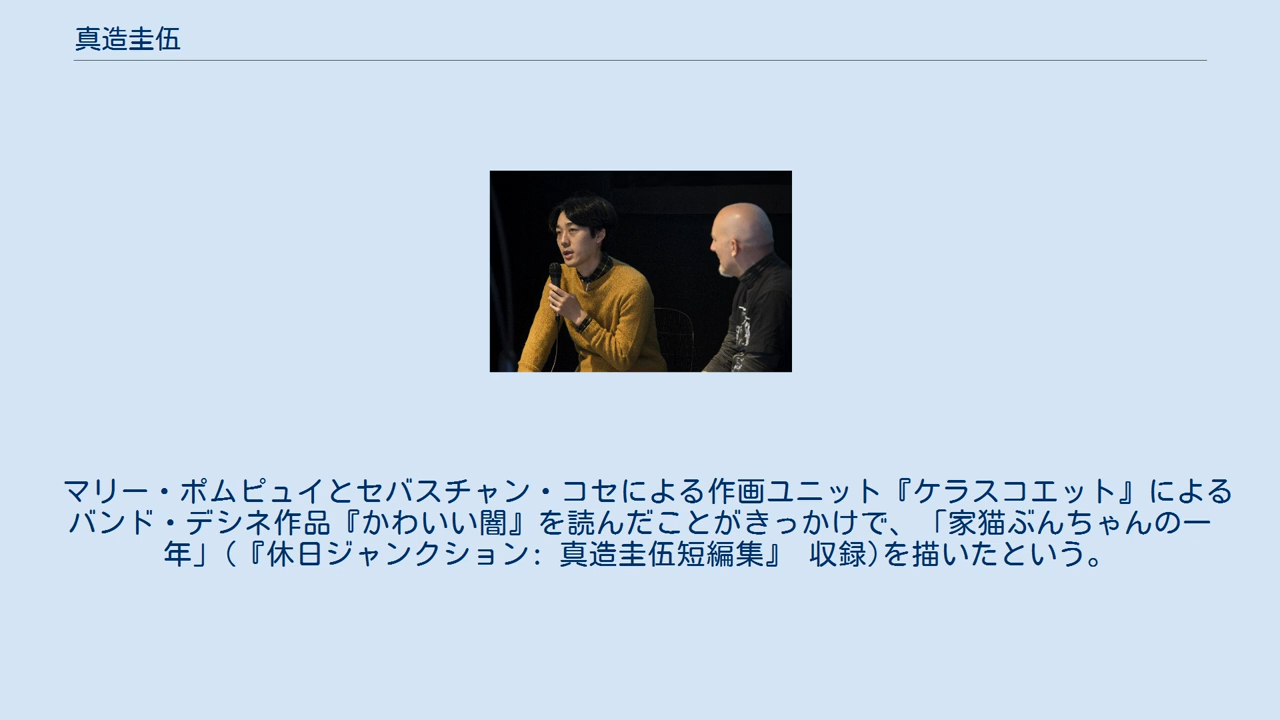 真造圭伍
マリー・ポムピュイとセバスチャン・コセによる作画ユニット『ケラスコエット』による
バンド・デシネ作品『かわいい闇』を読んだことがきっかけで、「家猫ぶんちゃんの一
年」(『休日ジャンクション: 真造圭伍短編集』 収録)を描いたという。